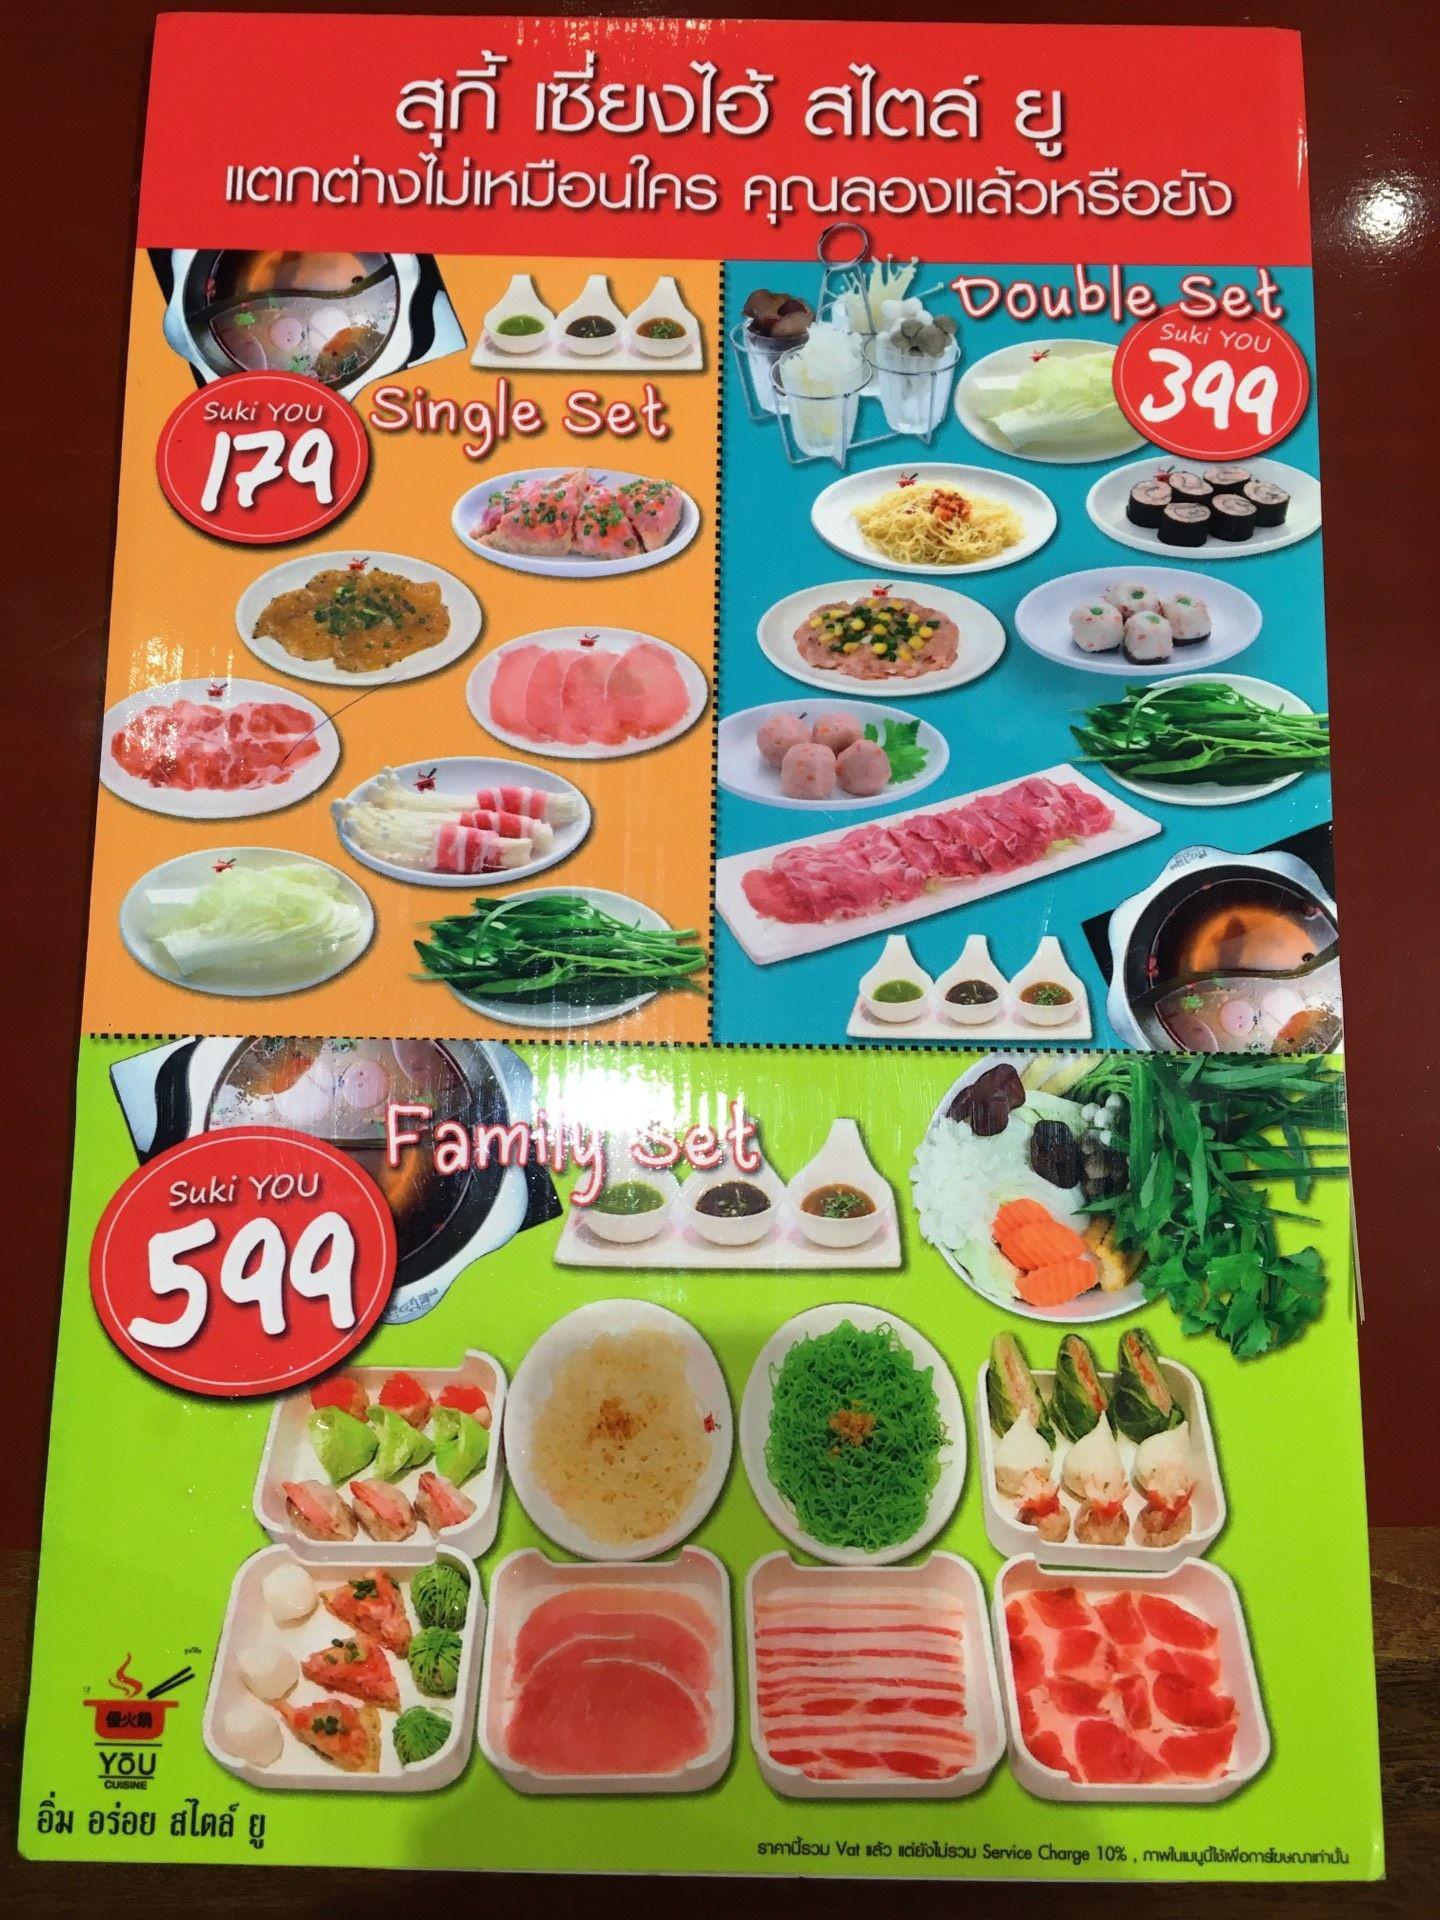 สุกี้ เซี่ยงไฮ้ สไตล์ ยู
แตกต่างไม่เหมือนใคร คุณลองแล้วหรือยัง
Suki YOU
179
Single Set
Double Set
Suki YOU
399
Family Set
Suki YOU
599
優火鍋
YōU
CUISINE
อิ่ม อร่อย สไตล์ ยู
ราคานี้รวม Vat แล้ว แต่ยังไม่รวม Service Charge 10% , ภาพในเมนูนี้ใช้เพื่อการโฆษณาเท่านั้น